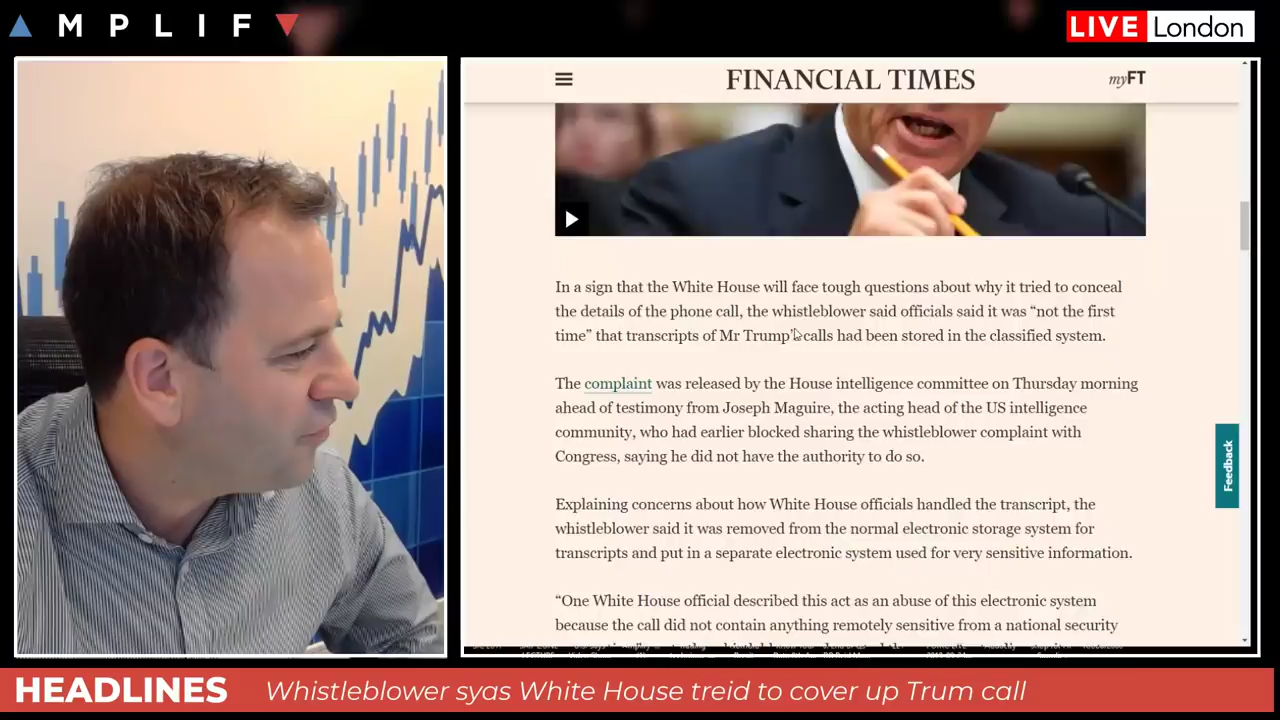 MPLIF
LIVE London
FINANCIAL TIMES
myFT
In a sign that the White House will face tough questions about why it tried to conceal
the details of the phone call, the whistleblower said officials said it was “not the first
time” that transcripts of Mr Trump's calls had been stored in the classified system.
The complaint was released by the House intelligence committee on Thursday morning
ahead of testimony from Joseph Maguire, the acting head of the US intelligence
community, who had earlier blocked sharing the whistleblower complaint with
Congress, saying he did not have the authority to do so.
Explaining concerns about how White House officials handled the transcript, the
whistleblower said it was removed from the normal electronic storage system for
transcripts and put in a separate electronic system used for very sensitive information.
“One White House official described this act as an abuse of this electronic system
because the call did not contain anything remotely sensitive from a national security
Feedback
HEADLINES
Whistleblower syas White House treid to cover up Trum call